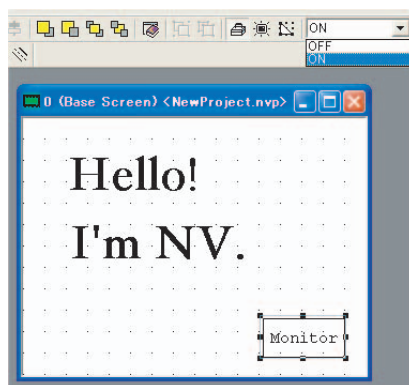 ON
OFF
ON
0 (Base Screen) <NewProject.nvp>
Hello!
I'm NV.
Monitor